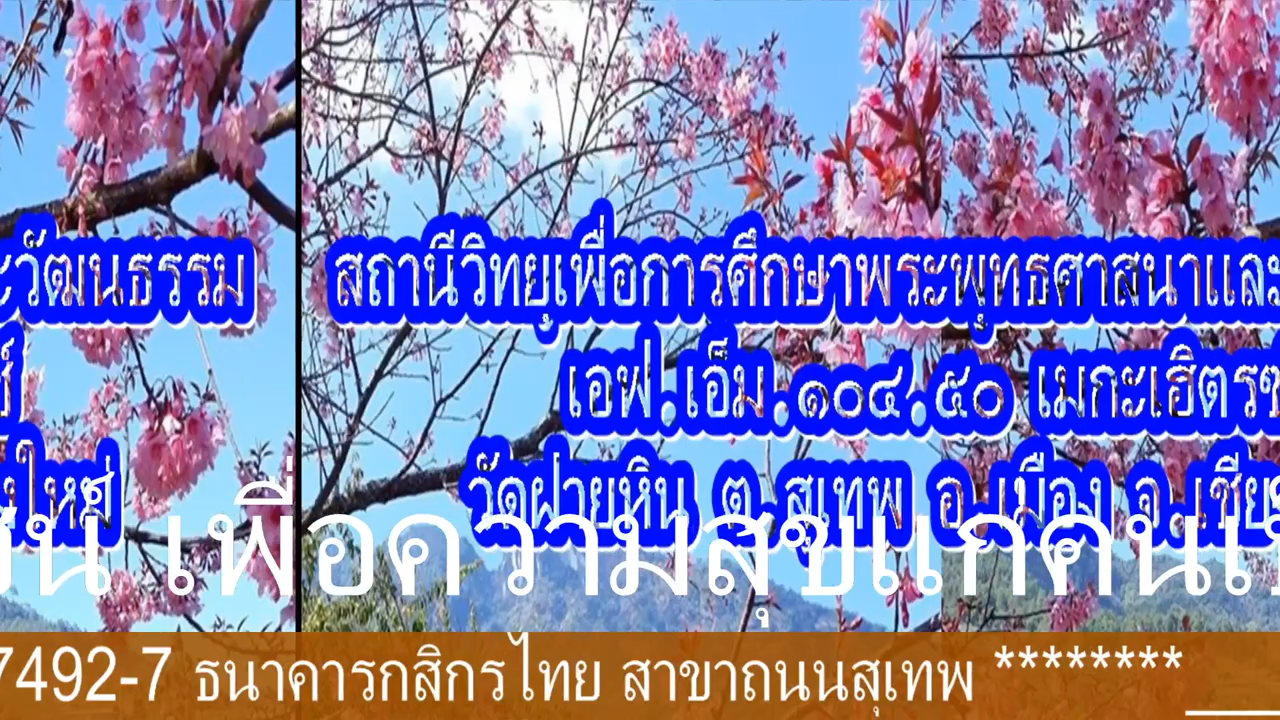 ะวัฒนธรรม สถานีวิทยุเพื่อการศึกษาพระพุทธศาสนาและ
เอฟ.เอ็ม.๑๐๔.๕๐ เมกะเฮิตรซ
วัดฝายหิน ต.สุเทพ อ.เมือง จ.เชีย
เพื่อความสุขแก่คน
7492-7 ธนาคารกสิกรไทย สาขาถนนสุเทพ ********